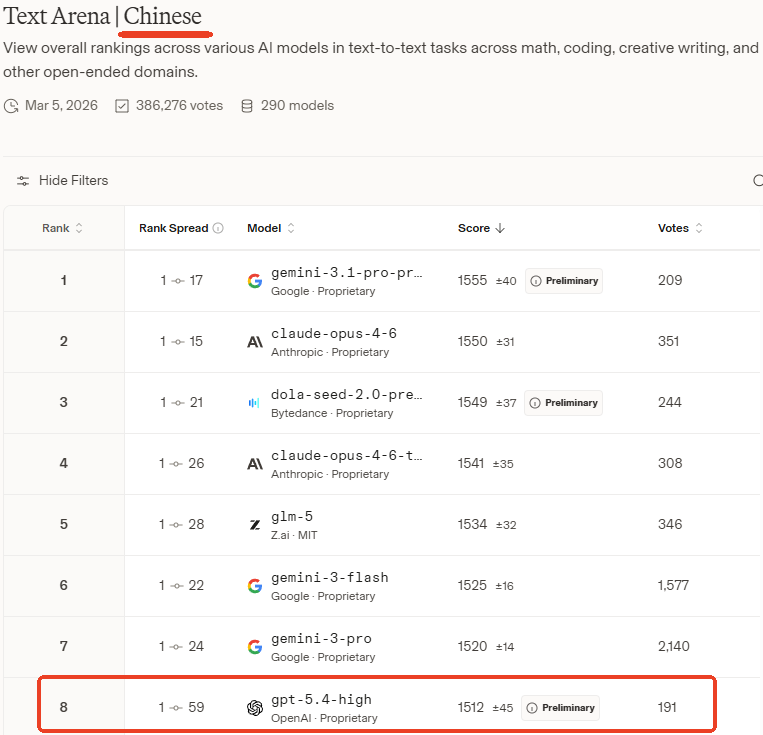 Text Arena | Chinese
View overall rankings across various AI models in text-to-text tasks across math, coding, creative writing, and
other open-ended domains.
Mar 5, 2026 386,276 votes 290 models
Hide Filters
Rank Rank Spread Model Score Votes
1 1 17 gemini-3.1-pro-pr… 1555 ±40 Preliminary 209
Google · Proprietary
2 1 15 claude-opus-4-6 1550 ±31 351
Anthropic · Proprietary
3 1 21 dola-seed-2.0-pre… 1549 ±37 Preliminary 244
Bytedance · Proprietary
4 1 26 claude-opus-4-6-t… 1541 ±35 308
Anthropic · Proprietary
5 1 28 glm-5 1534 ±32 346
Z.ai · MIT
6 1 22 gemini-3-flash 1525 ±16 1,577
Google · Proprietary
7 1 24 gemini-3-pro 1520 ±14 2,140
Google · Proprietary
8 1 59 gpt-5.4-high 1512 ±45 Preliminary 191
OpenAI · Proprietary